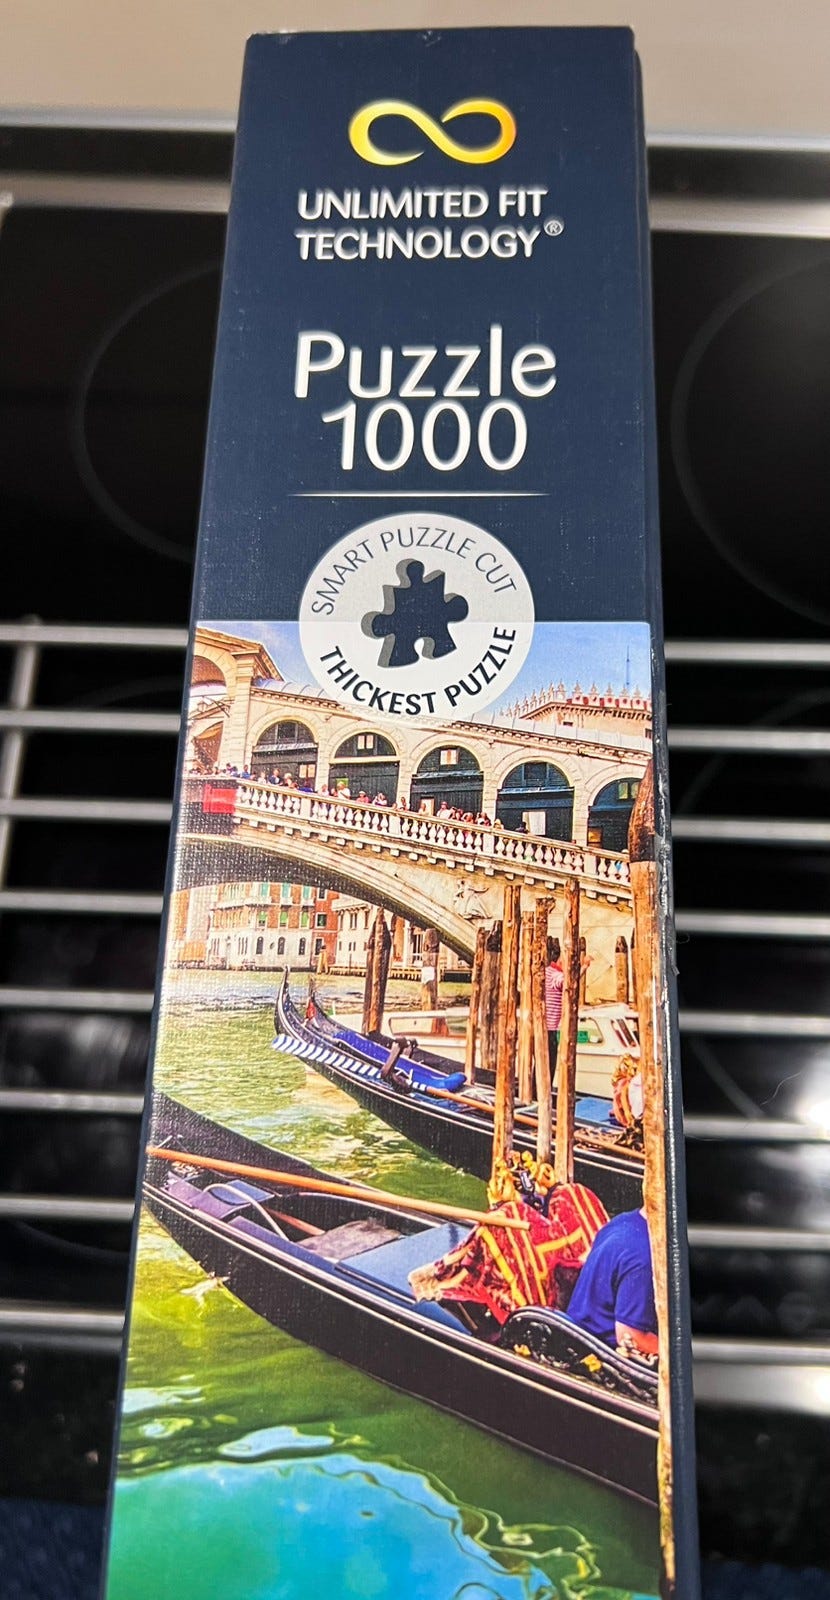 UNLIMITED FIT
TECHNOLOGY®
Puzzle
1000
SMART PUZZLE CUT
THICKEST PUZZLE